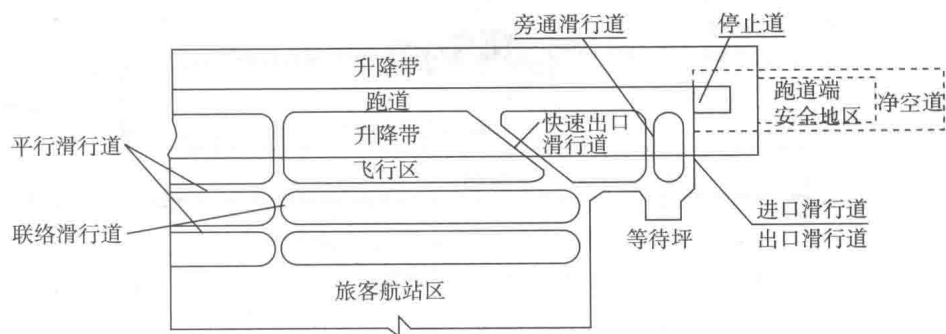 旁通滑行道
停止道
升降带
跑道
跑道端
安全地区
净空道
升降带
快速出口
滑行道
平行滑行道
飞行区
联络滑行道
等待坪
进口滑行道
出口滑行道
旅客航站区